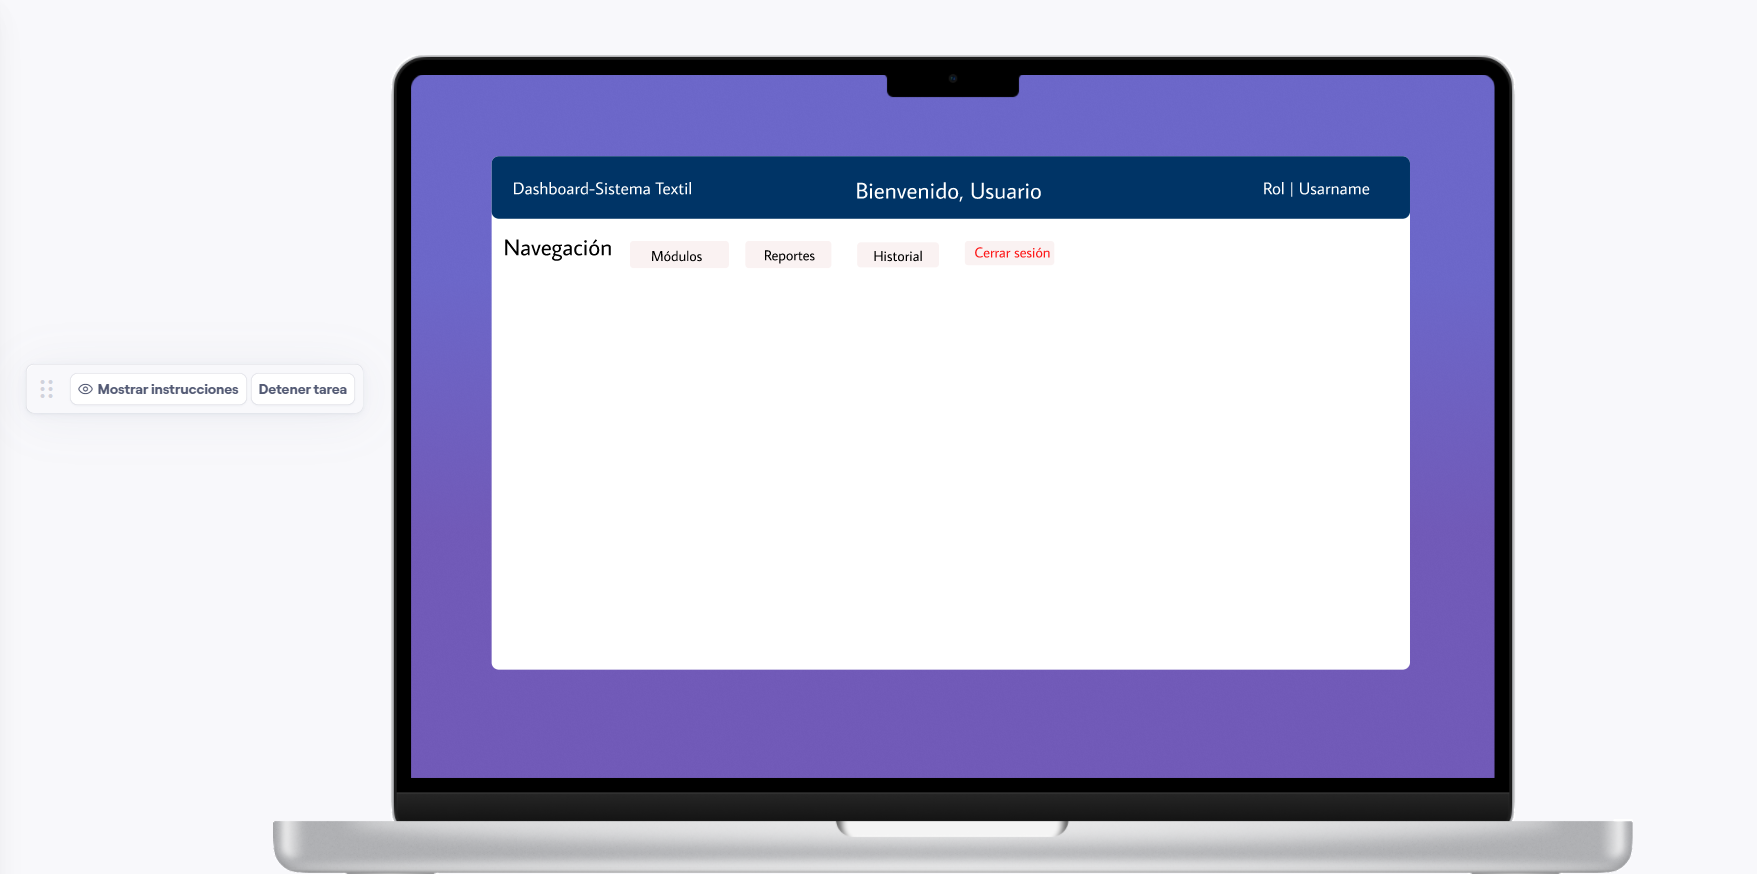 Dashboard-Sistema Textil
Bienvenido, Usuario
Rol | Usarname
Navegación
Módulos
Reportes
Historial
Cerrar sesión
Mostrar instrucciones
Detener tarea